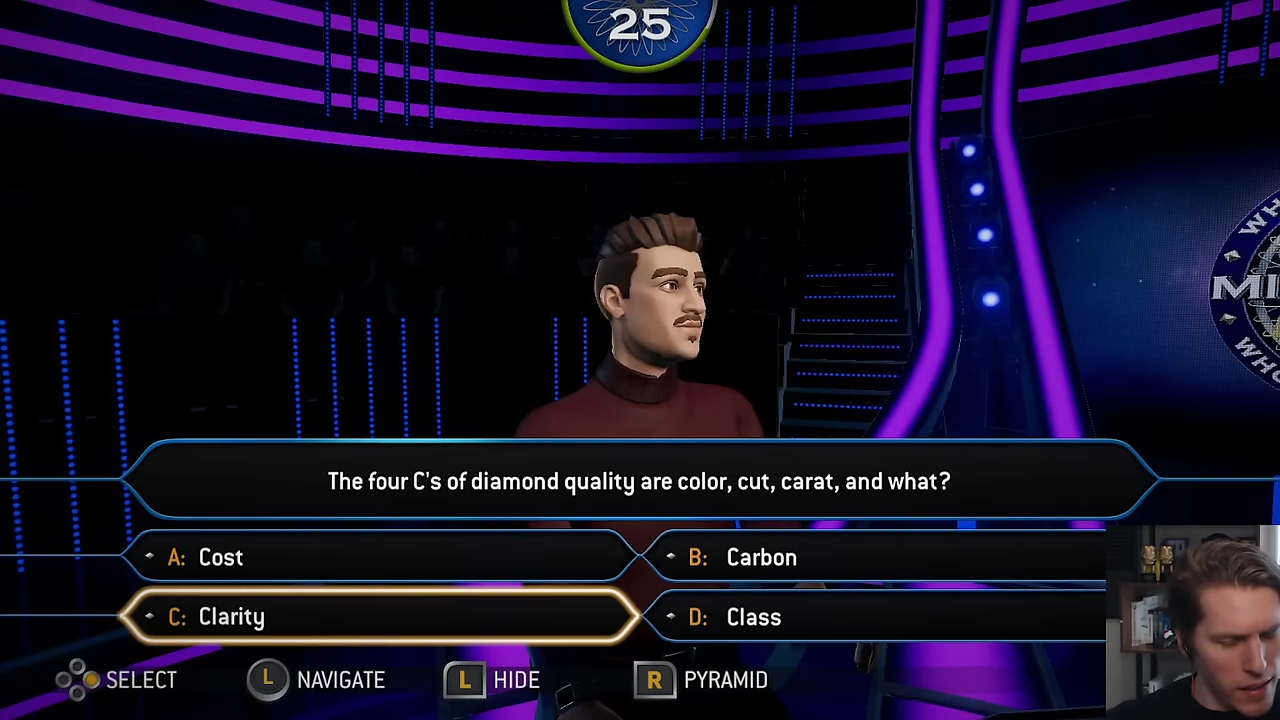 25
The four C's of diamond quality are color, cut, carat, and what?
A: Cost
B: Carbon
C: Clarity
D: Class
L SELECT
L NAVIGATE
L HIDE
R PYRAMID